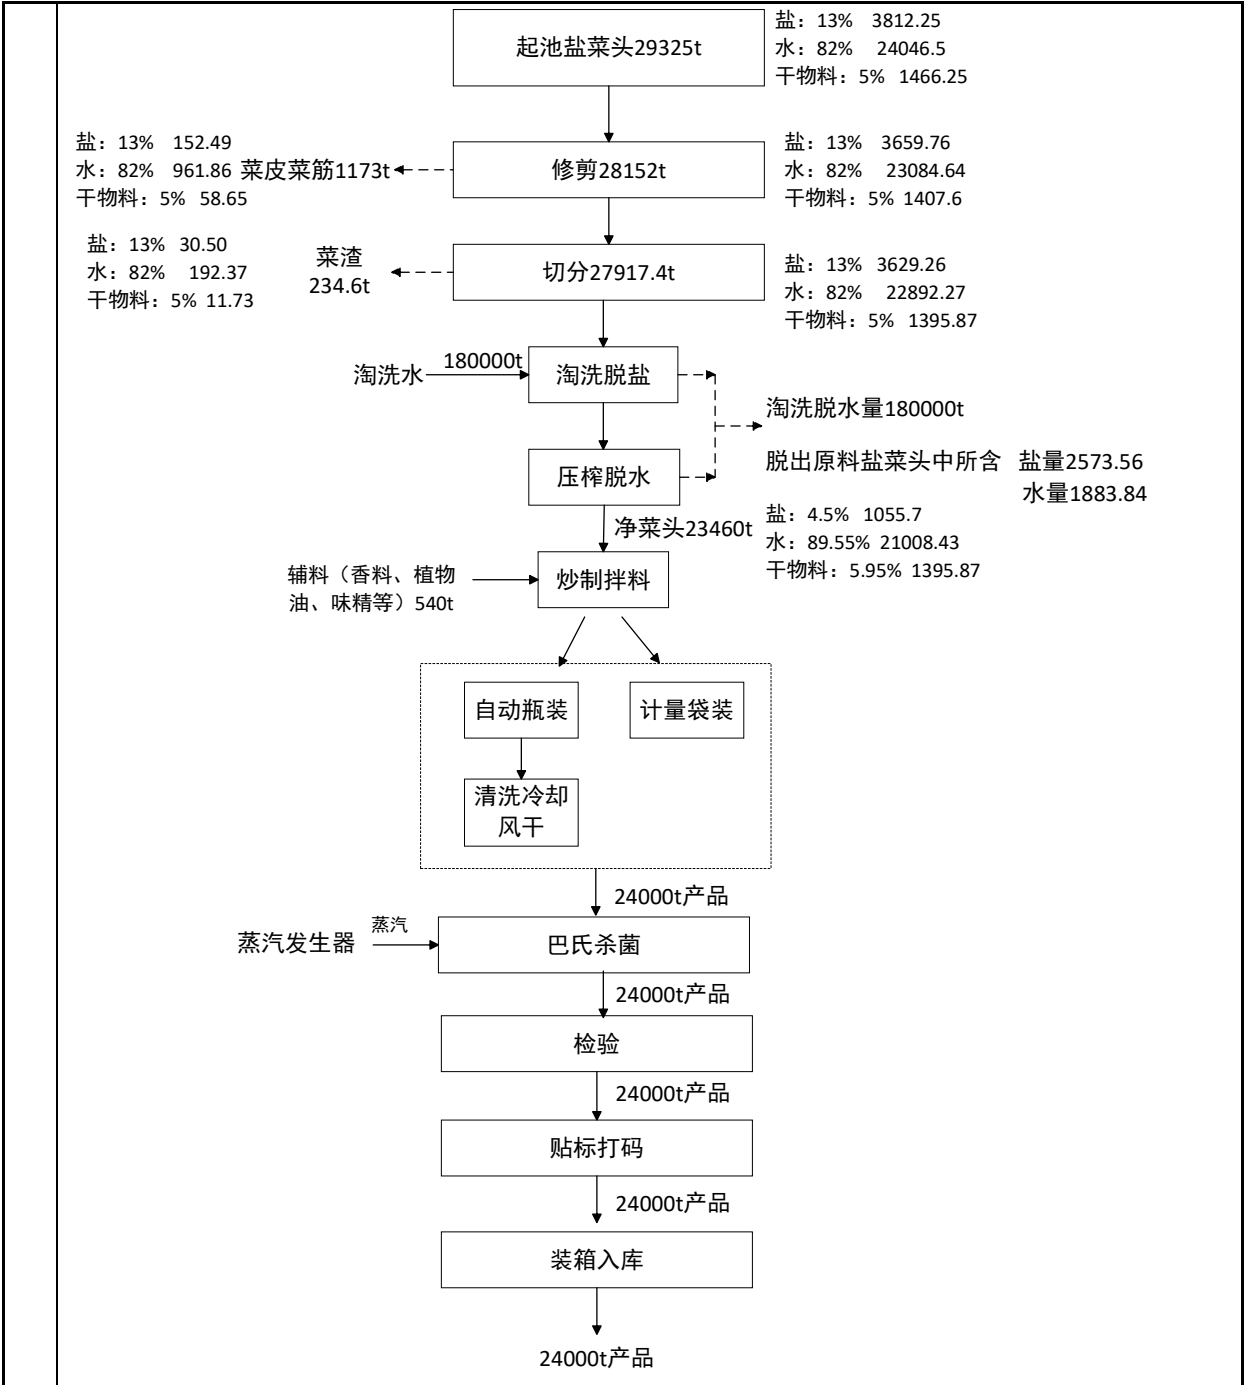 起池盐菜头29325t
盐：13% 3812.25
水：82% 24046.5
干物料：5% 1466.25
盐：13% 152.49
水：82% 961.86
干物料：5% 58.65
菜皮菜筋1173t
修剪28152t
盐：13% 3659.76
水：82% 23084.64
干物料：5% 1407.6
盐：13% 30.50
水：82% 192.37
干物料：5% 11.73
菜渣
234.6t
切分27917.4t
盐：13% 3629.26
水：82% 22892.27
干物料：5% 1395.87
淘洗水
180000t
淘洗脱盐
淘洗脱水量180000t
脱出原料盐菜头中所含 盐量2573.56
水量1883.84
压榨脱水
净菜头23460t
盐：4.5% 1055.7
水：89.55% 21008.43
干物料：5.95% 1395.87
辅料（香料、植物
油、味精等）540t
炒制拌料
自动瓶装
计量袋装
清洗冷却
风干
24000t产品
蒸汽发生器
蒸汽
巴氏杀菌
24000t产品
检验
24000t产品
贴标打码
24000t产品
装箱入库
24000t产品